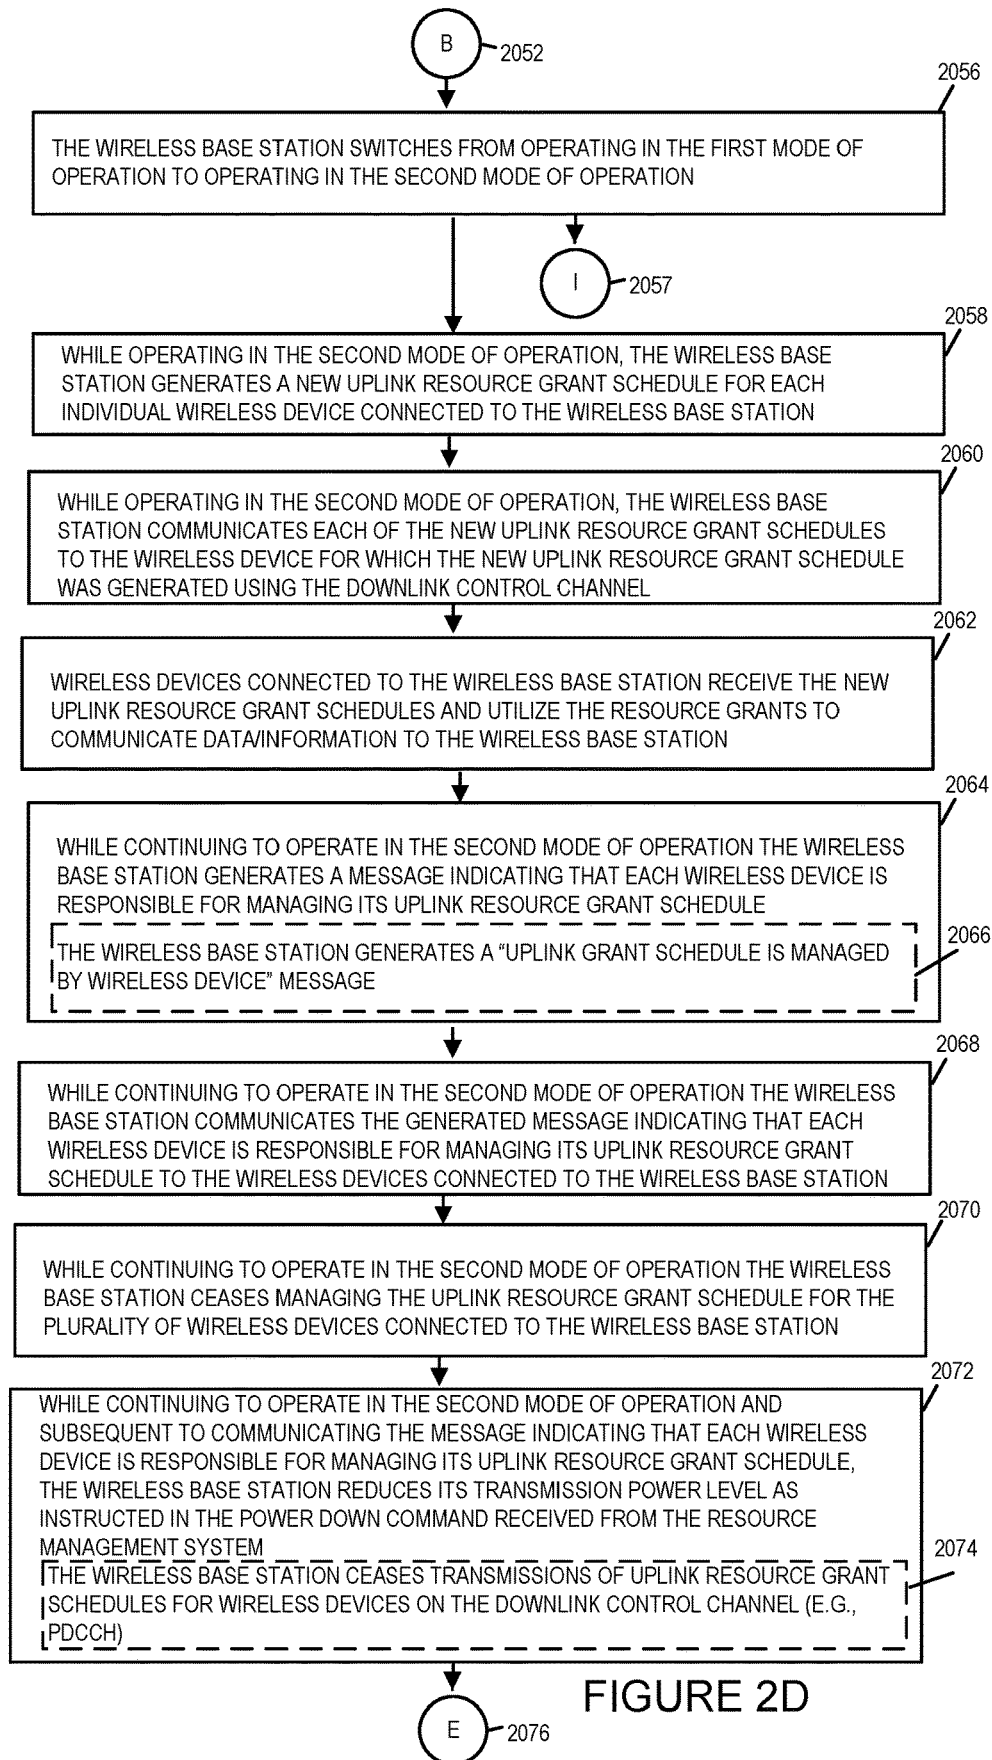 B
2052
2056
THE WIRELESS BASE STATION SWITCHES FROM OPERATING IN THE FIRST MODE OF
OPERATION TO OPERATING IN THE SECOND MODE OF OPERATION
I
2057
2058
WHILE OPERATING IN THE SECOND MODE OF OPERATION, THE WIRELESS BASE
STATION GENERATES A NEW UPLINK RESOURCE GRANT SCHEDULE FOR EACH
INDIVIDUAL WIRELESS DEVICE CONNECTED TO THE WIRELESS BASE STATION
2060
WHILE OPERATING IN THE SECOND MODE OF OPERATION, THE WIRELESS BASE
STATION COMMUNICATES EACH OF THE NEW UPLINK RESOURCE GRANT SCHEDULES
TO THE WIRELESS DEVICE FOR WHICH THE NEW UPLINK RESOURCE GRANT SCHEDULE
WAS GENERATED USING THE DOWNLINK CONTROL CHANNEL
2062
WIRELESS DEVICES CONNECTED TO THE WIRELESS BASE STATION RECEIVE THE NEW
UPLINK RESOURCE GRANT SCHEDULES AND UTILIZE THE RESOURCE GRANTS TO
COMMUNICATE DATA/INFORMATION TO THE WIRELESS BASE STATION
2064
WHILE CONTINUING TO OPERATE IN THE SECOND MODE OF OPERATION THE WIRELESS
BASE STATION GENERATES A MESSAGE INDICATING THAT EACH WIRELESS DEVICE IS
RESPONSIBLE FOR MANAGING ITS UPLINK RESOURCE GRANT SCHEDULE
THE WIRELESS BASE STATION GENERATES A “UPLINK GRANT SCHEDULE IS MANAGED
BY WIRELESS DEVICE” MESSAGE
2066
2068
WHILE CONTINUING TO OPERATE IN THE SECOND MODE OF OPERATION THE WIRELESS
BASE STATION COMMUNICATES THE GENERATED MESSAGE INDICATING THAT EACH
WIRELESS DEVICE IS RESPONSIBLE FOR MANAGING ITS UPLINK RESOURCE GRANT
SCHEDULE TO THE WIRELESS DEVICES CONNECTED TO THE WIRELESS BASE STATION
2070
WHILE CONTINUING TO OPERATE IN THE SECOND MODE OF OPERATION THE WIRELESS
BASE STATION CEASES MANAGING THE UPLINK RESOURCE GRANT SCHEDULE FOR THE
PLURALITY OF WIRELESS DEVICES CONNECTED TO THE WIRELESS BASE STATION
2072
WHILE CONTINUING TO OPERATE IN THE SECOND MODE OF OPERATION AND
SUBSEQUENT TO COMMUNICATING THE MESSAGE INDICATING THAT EACH WIRELESS
DEVICE IS RESPONSIBLE FOR MANAGING ITS UPLINK RESOURCE GRANT SCHEDULE,
THE WIRELESS BASE STATION REDUCES ITS TRANSMISSION POWER LEVEL AS
INSTRUCTED IN THE POWER DOWN COMMAND RECEIVED FROM THE RESOURCE
MANAGEMENT SYSTEM
2074
THE WIRELESS BASE STATION CEASES TRANSMISSIONS OF UPLINK RESOURCE GRANT
SCHEDULES FOR WIRELESS DEVICES ON THE DOWNLINK CONTROL CHANNEL (E.G.,
PDCCH)
FIGURE 2D
E
2076